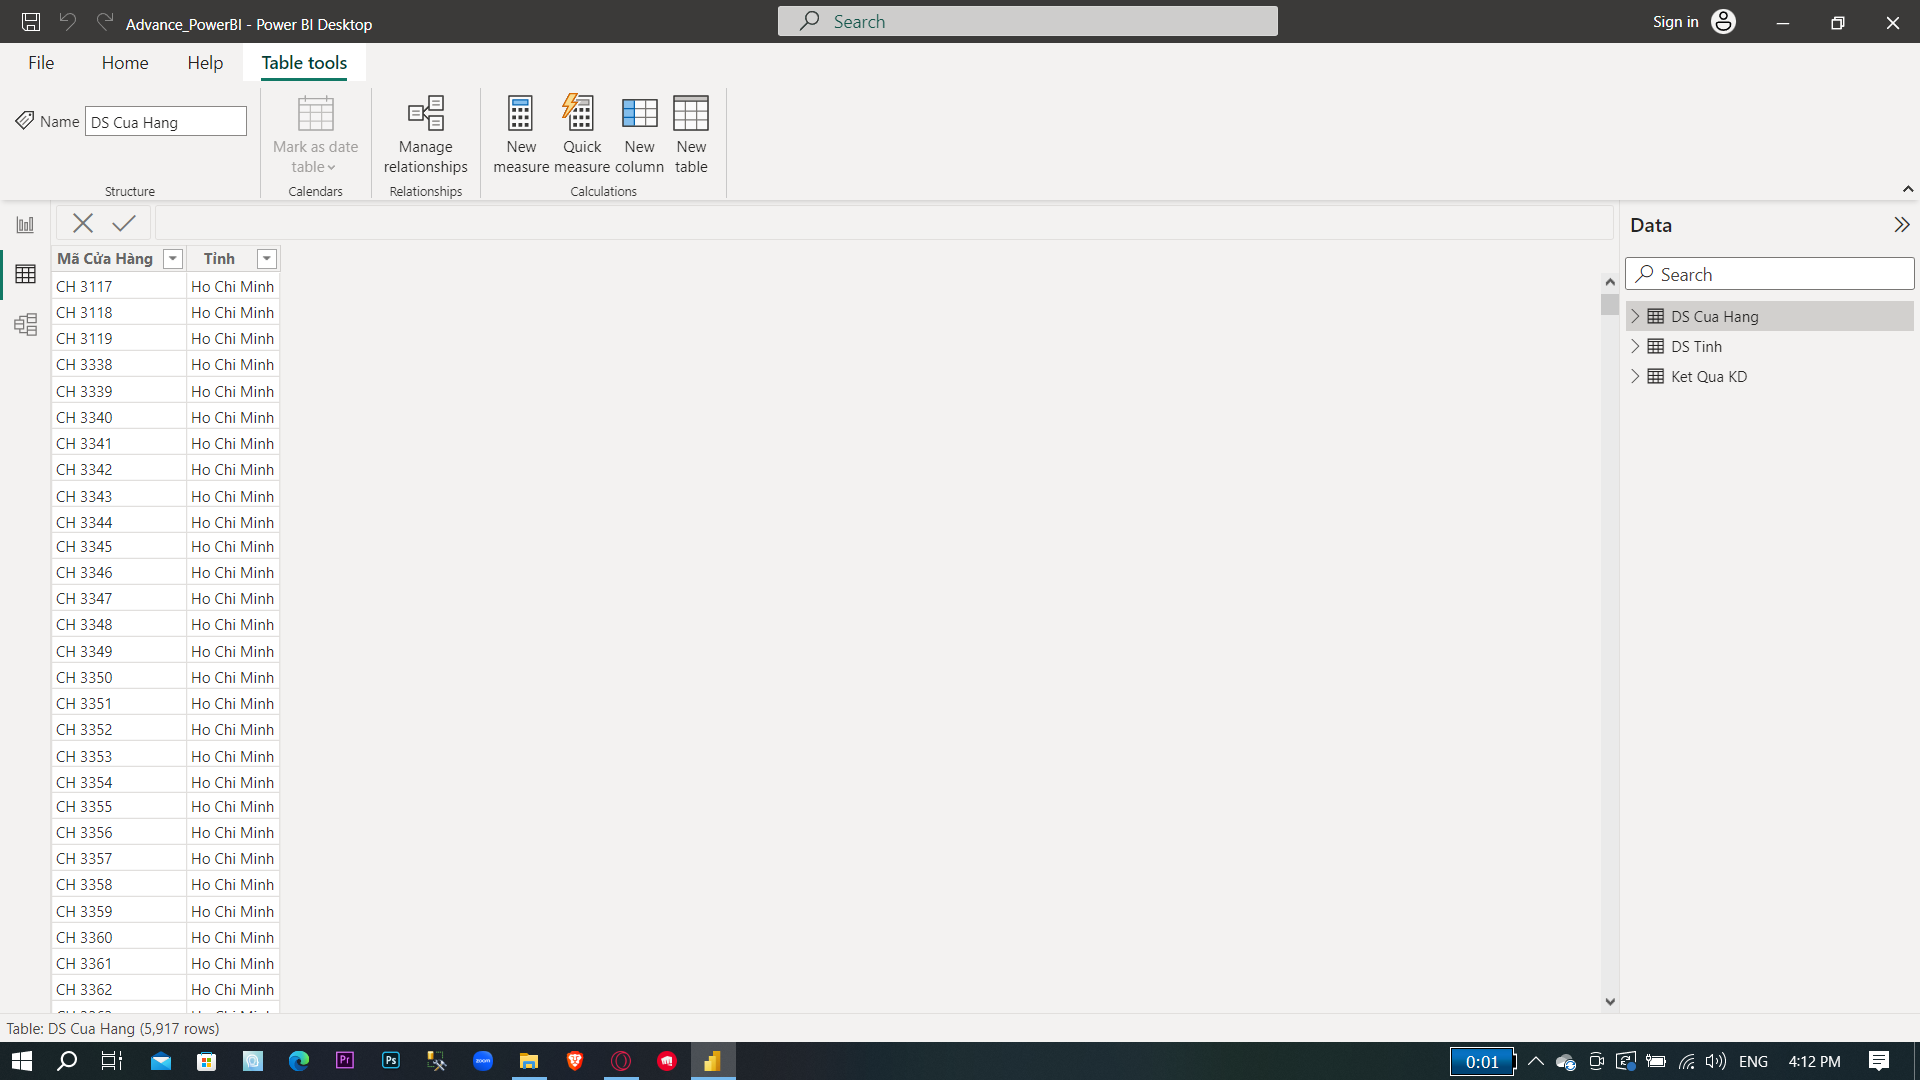 Advance_PowerBI - Power BI Desktop
Search
Sign in
File
Home
Help
Table tools
Name
DS Cua Hang
Structure
Mark as date
table
Calendars
Manage
relationships
Relationships
New
measure
Quick
measure
New
column
New
table
Calculations
Mã Cửa Hàng
Tỉnh
CH 3117 Ho Chi Minh
CH 3118 Ho Chi Minh
CH 3119 Ho Chi Minh
CH 3338 Ho Chi Minh
CH 3339 Ho Chi Minh
CH 3340 Ho Chi Minh
CH 3341 Ho Chi Minh
CH 3342 Ho Chi Minh
CH 3343 Ho Chi Minh
CH 3344 Ho Chi Minh
CH 3345 Ho Chi Minh
CH 3346 Ho Chi Minh
CH 3347 Ho Chi Minh
CH 3348 Ho Chi Minh
CH 3349 Ho Chi Minh
CH 3350 Ho Chi Minh
CH 3351 Ho Chi Minh
CH 3352 Ho Chi Minh
CH 3353 Ho Chi Minh
CH 3354 Ho Chi Minh
CH 3355 Ho Chi Minh
CH 3356 Ho Chi Minh
CH 3357 Ho Chi Minh
CH 3358 Ho Chi Minh
CH 3359 Ho Chi Minh
CH 3360 Ho Chi Minh
CH 3361 Ho Chi Minh
CH 3362 Ho Chi Minh
Data
Search
DS Cua Hang
DS Tinh
Ket Qua KD
Table: DS Cua Hang (5,917 rows)
Pr
Ps
zoom
0:01
ENG
4:12 PM